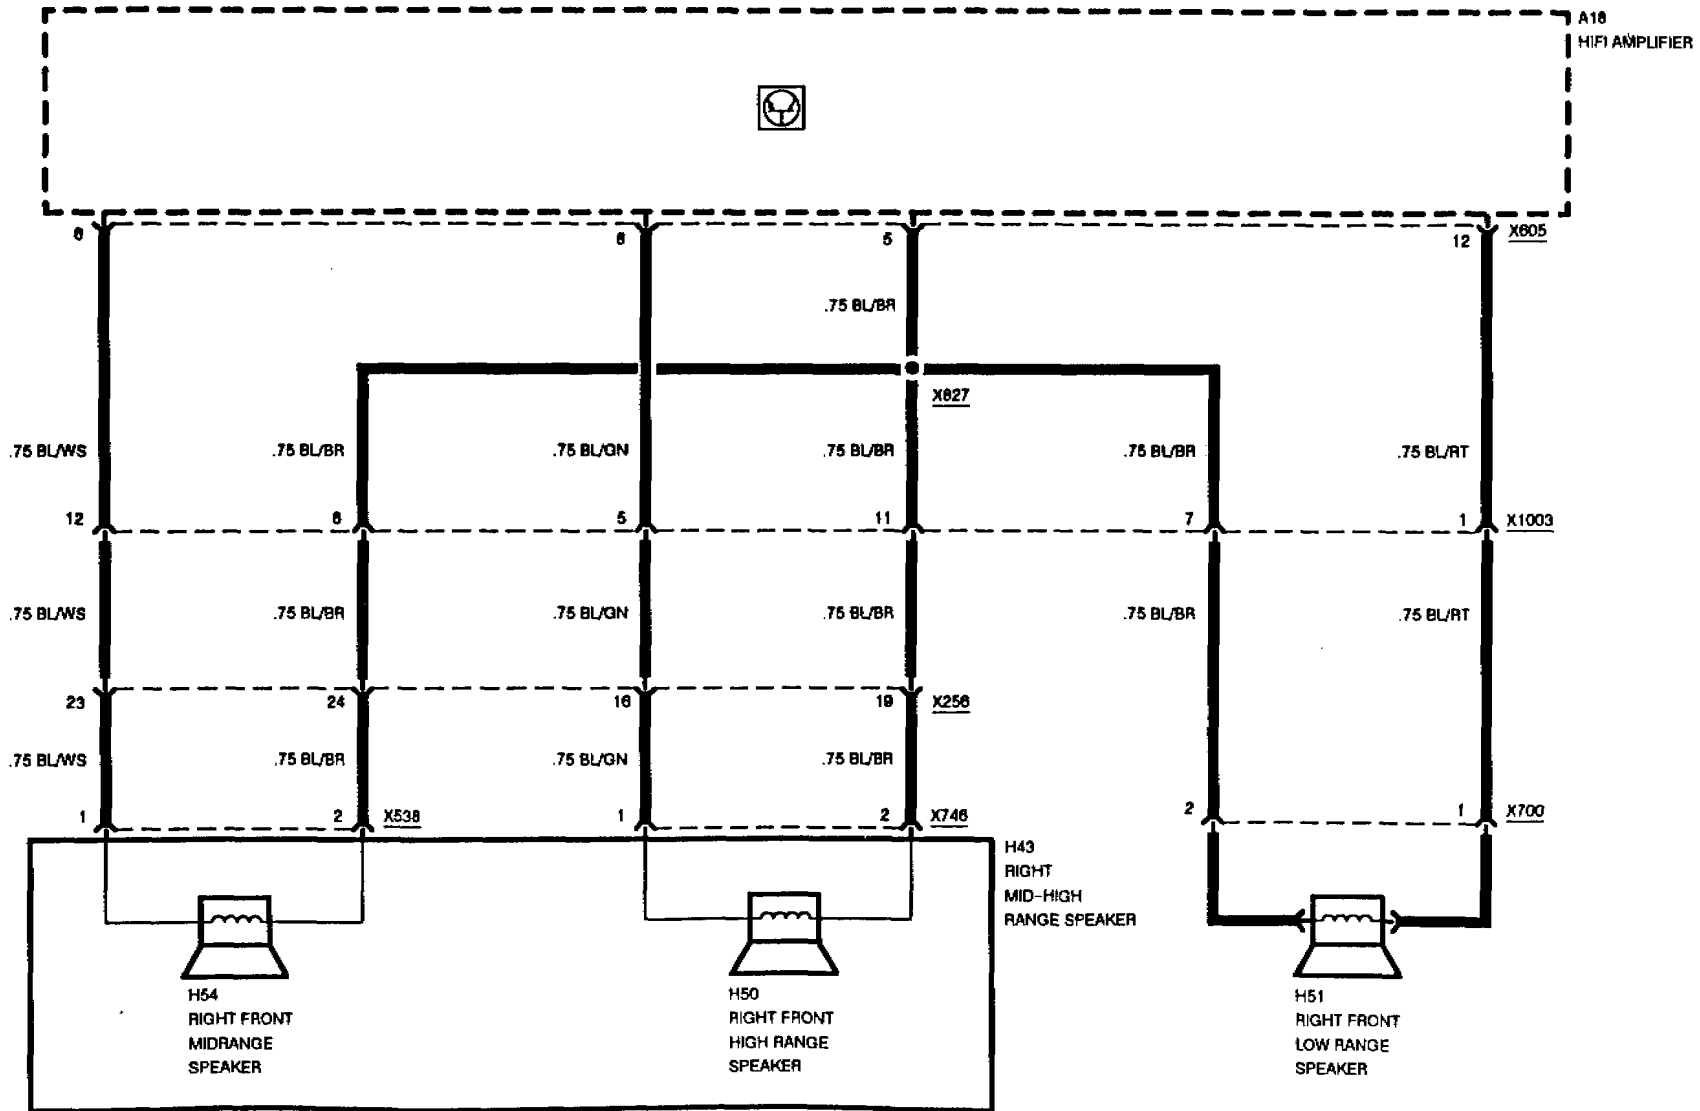 A18
HIFI AMPLIFIER
6 6 5 12 X605
.75 BL/BR
X827
.75 BL/WS .75 BL/BR .75 BL/GN .75 BL/BR .75 BL/BR .75 BL/RT
12 6 5 11 7 1 X1003
.75 BL/WS .75 BL/BR .75 BL/GN .75 BL/BR .75 BL/BR .75 BL/RT
23 24 16 19 X256
.75 BL/WS .75 BL/BR .75 BL/GN .75 BL/BR
1 2 X538 1 2 X746 2 1 X700
H43
RIGHT
MID-HIGH
RANGE SPEAKER
H54
RIGHT FRONT
MIDRANGE
SPEAKER
H50
RIGHT FRONT
HIGH RANGE
SPEAKER
H51
RIGHT FRONT
LOW RANGE
SPEAKER